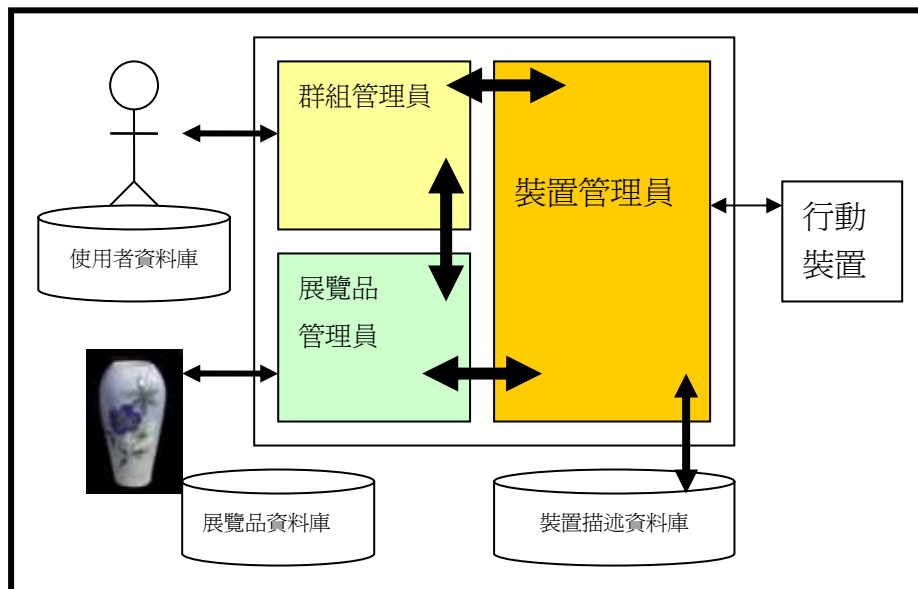 群組管理員
裝置管理員
行動
裝置
使用者資料庫
展覽品
管理員
展覽品資料庫
裝置描述資料庫